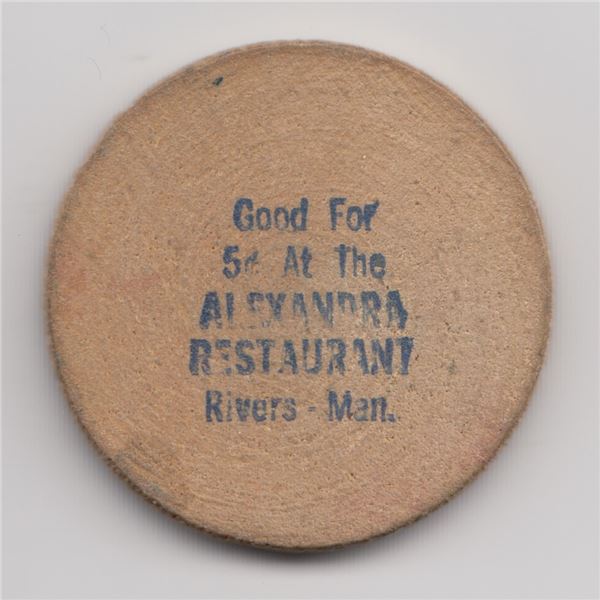 Good For
5¢ At The
ALEXANDRA
RESTAURANT
Rivers - Man.